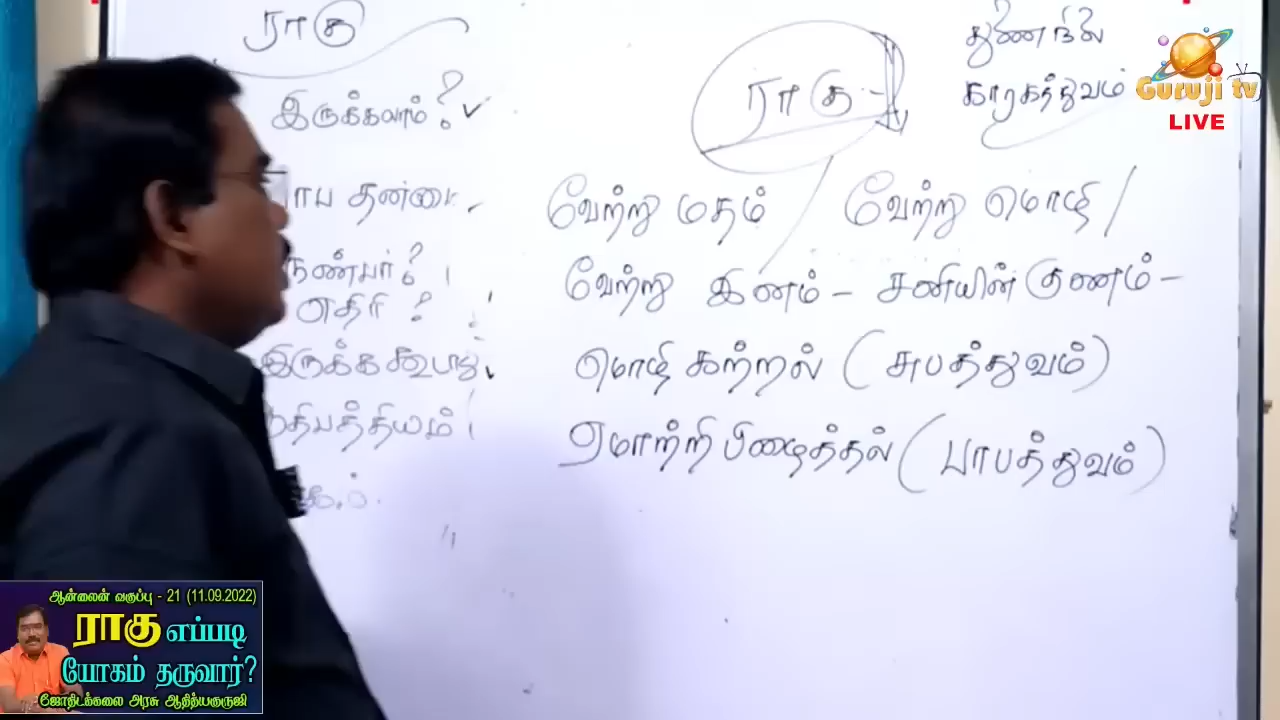 ராகு
இருக்கலாம்?
தன்மை
நண்பர்?
எதிரி?
இருக்க கூடாது
ராகு -
துணை நிலை
காரகத்துவம்
வேற்று மதம் / வேற்று மொழி /
வேற்று இனம் - சனியின் குணம் -
மொழி கற்றல் (சுபத்துவம்)
ஏமாற்றி பிழைத்தல் (பாபத்துவம்)
Guruji tv
LIVE
ஆன்லைன் வகுப்பு - 21 (11.09.2022)
ராகு எப்படி
யோகம் தருவார்?
ஜோதிடக்கலை அரசு ஆதித்யகுருஜி